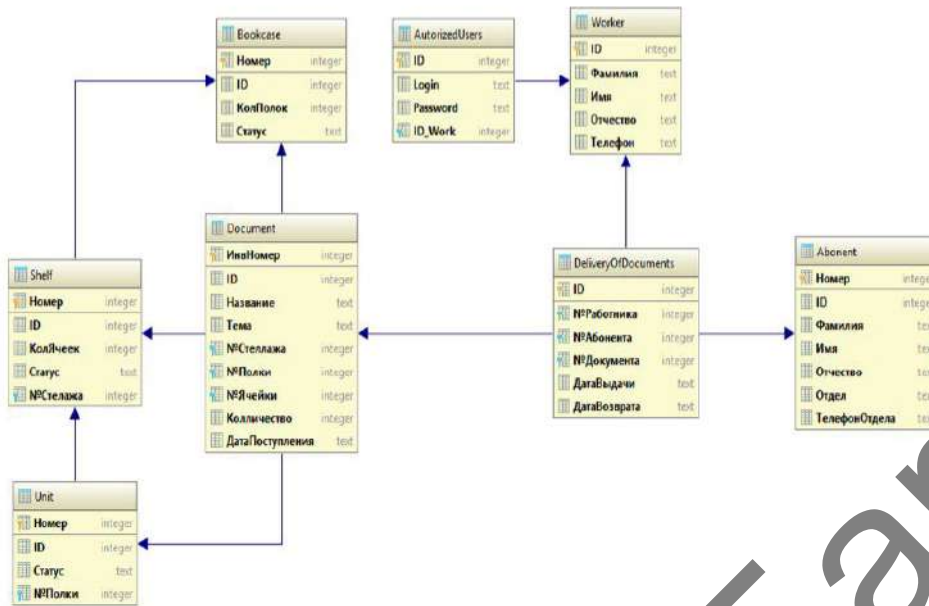 Bookcase
Номер integer
ID integer
КолПолок integer
Статус text
AutorizedUsers
ID integer
Login text
Password text
ID_Work integer
Worker
ID integer
Фамилия text
Имя text
Отчество text
Телефон text
Document
ИнвНомер integer
ID integer
Название text
Тема text
№Стеллажа integer
№Полки integer
№Ячейки integer
Колличество integer
ДатаПоступления text
Shelf
Номер integer
ID integer
КолЯчеек integer
Статус text
№Стелажа integer
DeliveryOfDocuments
ID integer
№Работника integer
№Абонента integer
№Документа integer
ДатаВыдачи text
ДатаВозврата text
Abonent
Номер
ID
Фамилия
Имя
Отчество
Отдел
ТелефонОтдела
Unit
Номер integer
ID integer
Статус text
№Полки integer